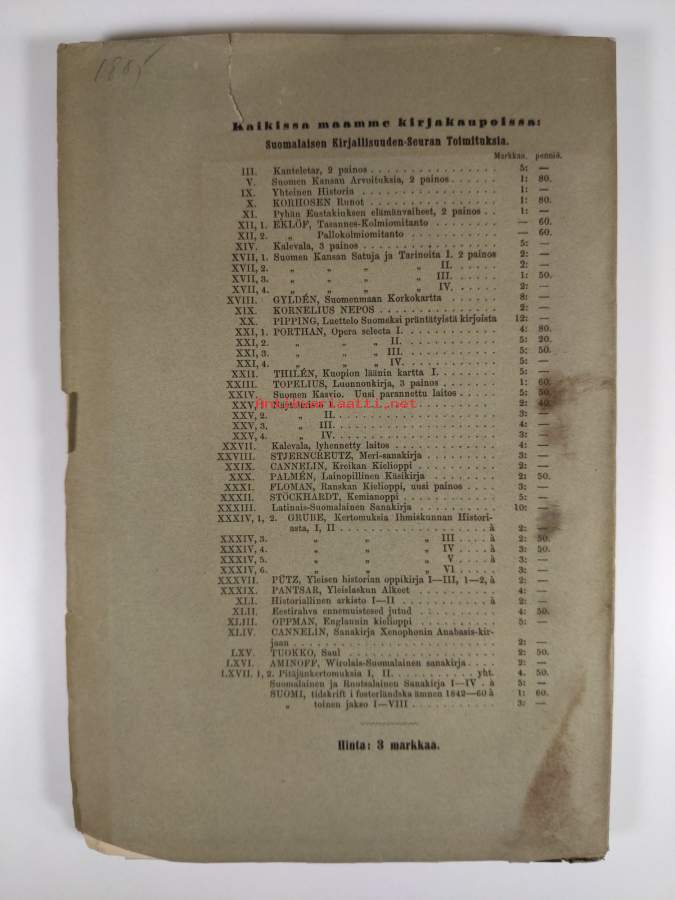 1885
Kaikissa maamme kirjakaupoissa:
Suomalaisen Kirjallisuuden-Seuran Toimituksia.
Markkaa. penniä.
III. Kanteletar, 2 painos 5: —
V. Suomen Kansan Arvoituksia, 2 painos 1: 80.
IX. Yhteinen Historia 1: —
X. KORHOSEN Runot 1: 80.
XI. Pyhän Eustakiuksen elämänvaiheet, 2 painos 1: —
XII, 1. EKLÖF, Tasannes-Kolmiomitanto — 60.
XII, 2. „ Pallokolmiomitanto — 60.
XIV. Kalevala, 3 painos 5: —
XVII, 1. Suomen Kansan Satuja ja Tarinoita I. 2 painos 2: —
XVII, 2. „ „ „ „ II. 2: —
XVII, 3. „ „ „ „ III. 1: 50.
XVII, 4. „ „ „ „ IV. 2: —
XVIII. GYLDÉN, Suomenmaan Korkokartta 8: —
XIX. KORNELIUS NEPOS 2: —
XX. PIPPING, Luettelo Suomeksi präntätyistä kirjoista 12: —
XXI, 1. PORTHAN, Opera selecta I. 4: 80.
XXI, 2. „ „ „ II. 5: 20.
XXI, 3. „ „ „ III. 5: 50.
XXI, 4. „ „ „ IV. 5: —
XXII. THILÉN, Kuopion läänin kartta I. 5: —
XXIII. TOPELIUS, Luonnonkirja, 3 painos 1: 60.
XXIV. Suomen Kasvio. Uusi parannettu laitos 5: 50.
XXV, 2: 40.
XXV, 2. „ II. 3: —
XXV, 3. „ III. 4: —
XXV, 4. „ IV. 3: —
XXVII. Kalevala, lyhennetty laitos 3: —
XXVIII. STJERNCREUTZ, Meri-sanakirja 3: —
XXIX. CANNELIN, Kreikan Kielioppi 2: —
XXX. PALMÉN, Lainopillinen Käsikirja 2: 50.
XXXI. FLOMAN, Ranskan Kielioppi, uusi painos 3: —
XXXII. STÖCKHARDT, Kemianoppi 5: —
XXXIII. Latinais-Suomalainen Sanakirja 10: —
XXXIV, 1, 2. GRUBE, Kertomuksia Ihmiskunnan Histori-
asta, I, II à 2: —
XXXIV, 3. „ „ „ III à 2: 50.
XXXIV, 4. „ „ „ IV à 3: 50.
XXXIV, 5. „ „ „ V à 3: —
XXXIV, 6. „ „ „ VI 3: —
XXXVII. PÜTZ, Yleisen historian oppikirja I—III, 1—2, à 2: —
XXXIX. PANTSAR, Yleislaskun Alkeet 4: —
XLI. Historiallinen arkisto I—II à 2: —
XLII. Eestirahva ennemuistesed jutud 4: 50.
XLIII. OPPMAN, Englannin kielioppi 5: —
XLIV. CANNELIN, Sanakirja Xenophonin Anabasis-kir-
jaan 2: —
LXV. TUOKKO, Saul 2: 50.
LXVI. AMINOFF, Wirolais-Suomalainen sanakirja 2: —
LXVII. 1, 2. Pitäjänkertomuksia I, II. yht. 4. 50.
Suomalainen ja Ruotsalainen Sanakirja I—IV à 5: —
SUOMI, tidskrift i fosterländska ämnen 1842—60 à 1: 60.
„ toinen jakso I—VIII 3: —
Hinta: 3 markkaa.